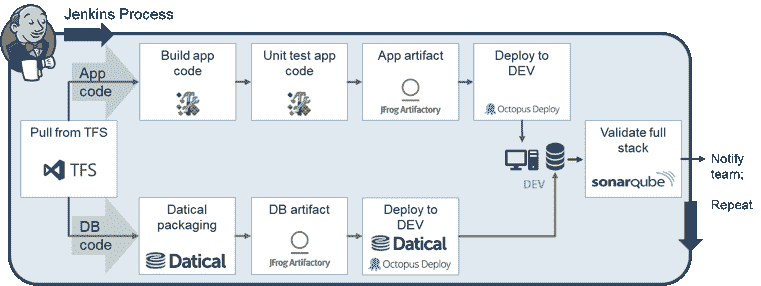 Jenkins Process
Pull from TFS
TFS
App
code
Build app
code
Unit test app
code
App artifact
JFrog Artifactory
Deploy to
DEV
Octopus Deploy
DB
code
Datical
packaging
Datical
DB artifact
JFrog Artifactory
Deploy to
DEV
Datical
Octopus Deploy
DEV
Validate full
stack
sonarqube
Notify
team;
Repeat